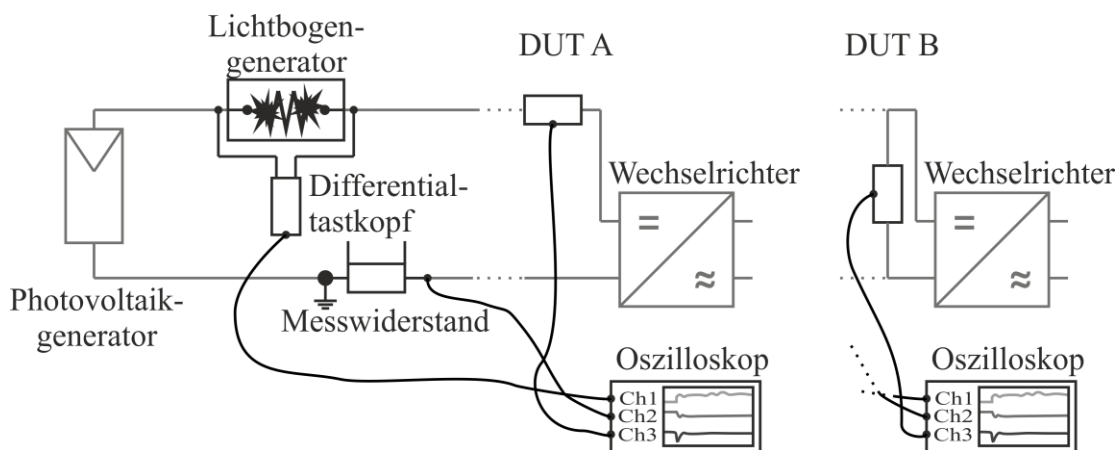 Lichtbogen-
generator
DUT A
DUT B
Differential-
tastkopf
Wechselrichter
=
≈
Wechselrichter
=
≈
Photovoltaik-
generator
Messwiderstand
Oszilloskop
Ch1
Ch2
Ch3
Oszilloskop
Ch1
Ch2
Ch3